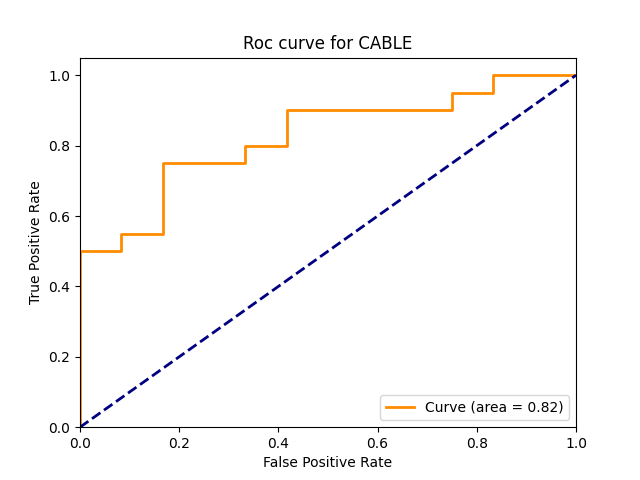 Roc curve for CABLE
True Positive Rate
1.0
0.8
0.6
0.4
0.2
0.0
0.0 0.2 0.4 0.6 0.8 1.0
False Positive Rate
Curve (area = 0.82)